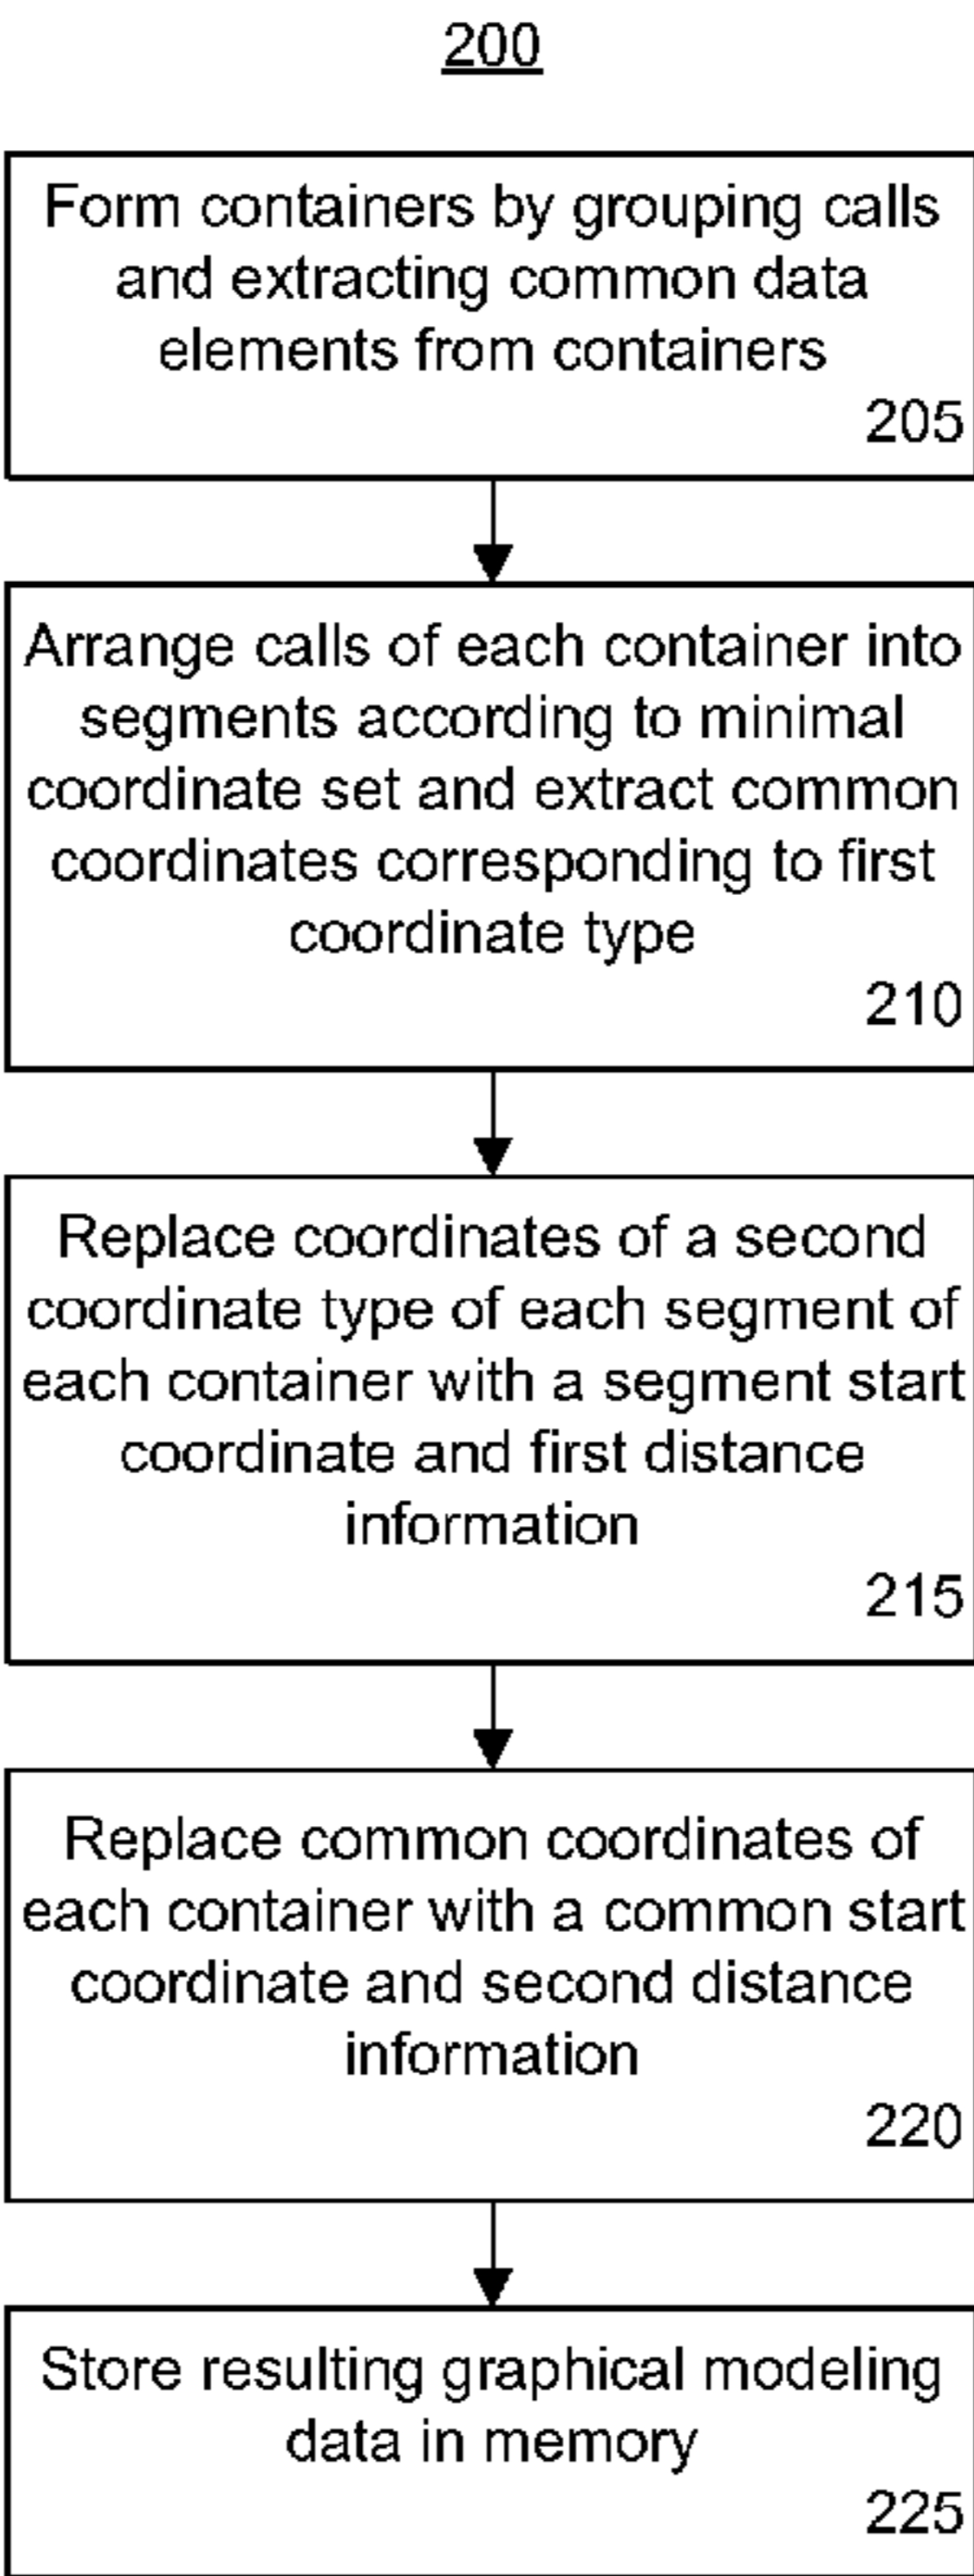 200
Form containers by grouping calls
and extracting common data
elements from containers
205
Arrange calls of each container into
segments according to minimal
coordinate set and extract common
coordinates corresponding to first
coordinate type
210
Replace coordinates of a second
coordinate type of each segment of
each container with a segment start
coordinate and first distance
information
215
Replace common coordinates of
each container with a common start
coordinate and second distance
information
220
Store resulting graphical modeling
data in memory
225